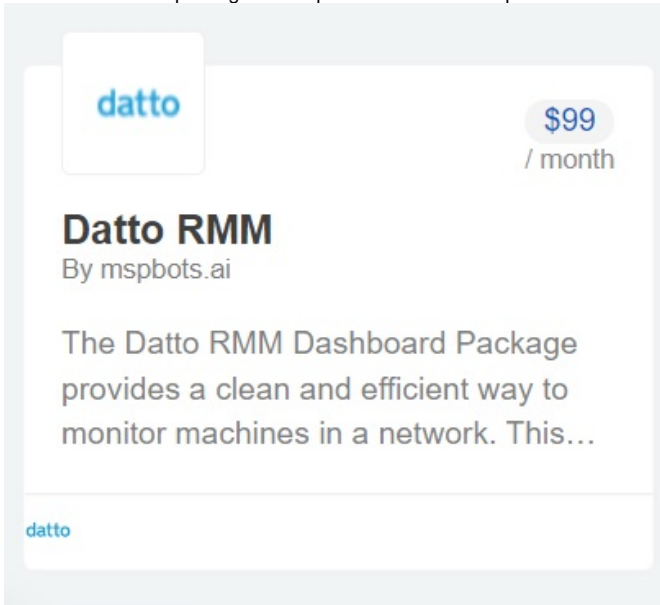 datto
$99
/ month
Datto RMM
By mspbots.ai
The Datto RMM Dashboard Package
provides a clean and efficient way to
monitor machines in a network. This...
datto